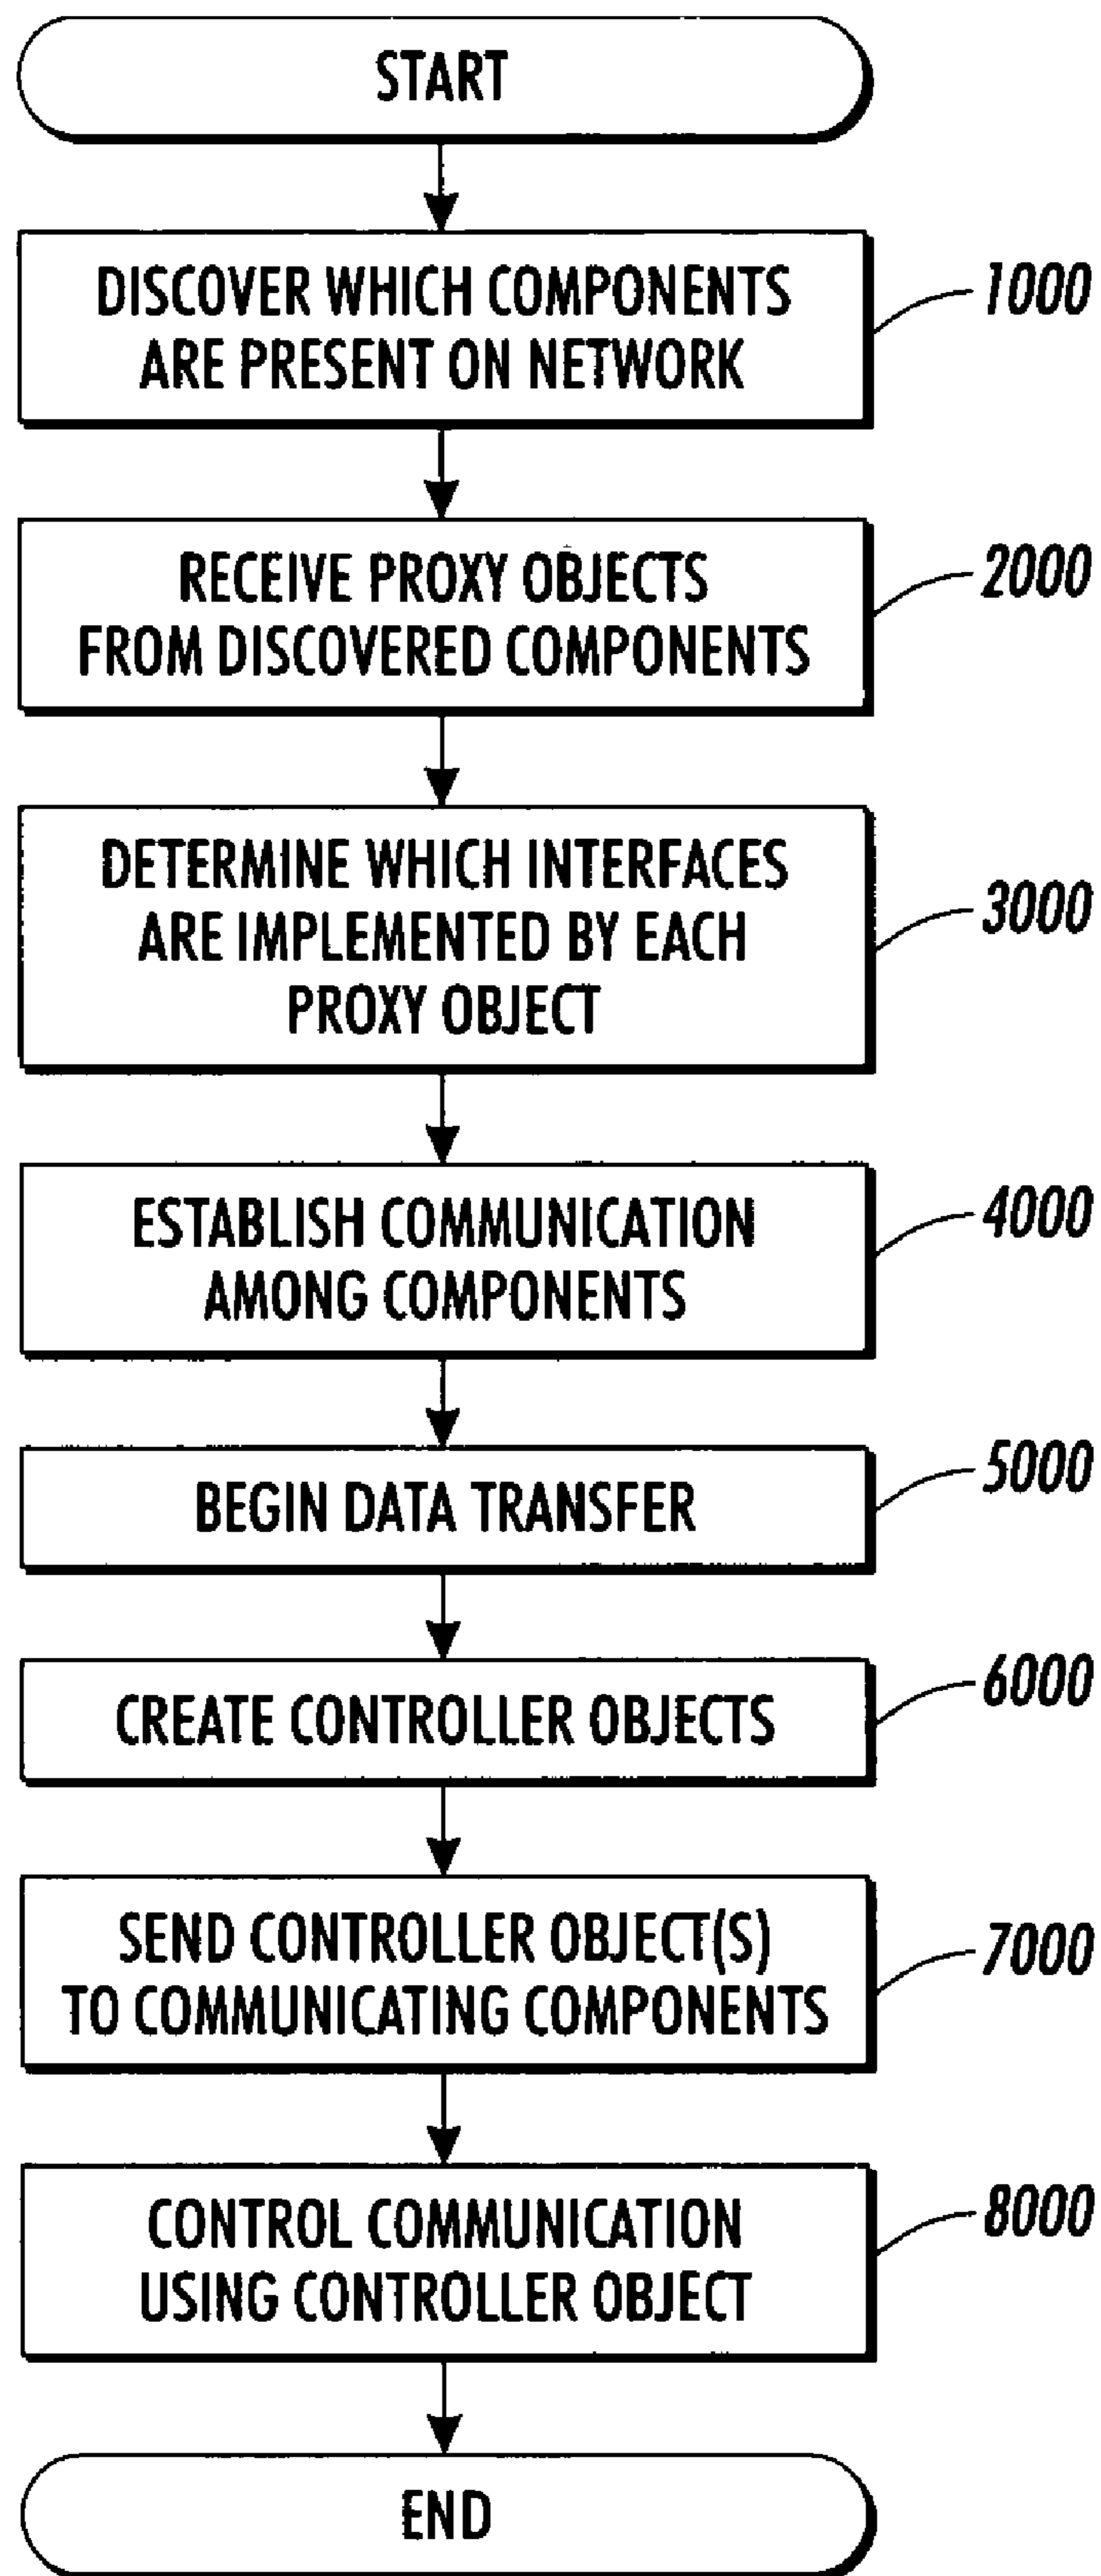 START
DISCOVER WHICH COMPONENTS
ARE PRESENT ON NETWORK
1000
RECEIVE PROXY OBJECTS
FROM DISCOVERED COMPONENTS
2000
DETERMINE WHICH INTERFACES
ARE IMPLEMENTED BY EACH
PROXY OBJECT
3000
ESTABLISH COMMUNICATION
AMONG COMPONENTS
4000
BEGIN DATA TRANSFER
5000
CREATE CONTROLLER OBJECTS
6000
SEND CONTROLLER OBJECT(S)
TO COMMUNICATING COMPONENTS
7000
CONTROL COMMUNICATION
USING CONTROLLER OBJECT
8000
END